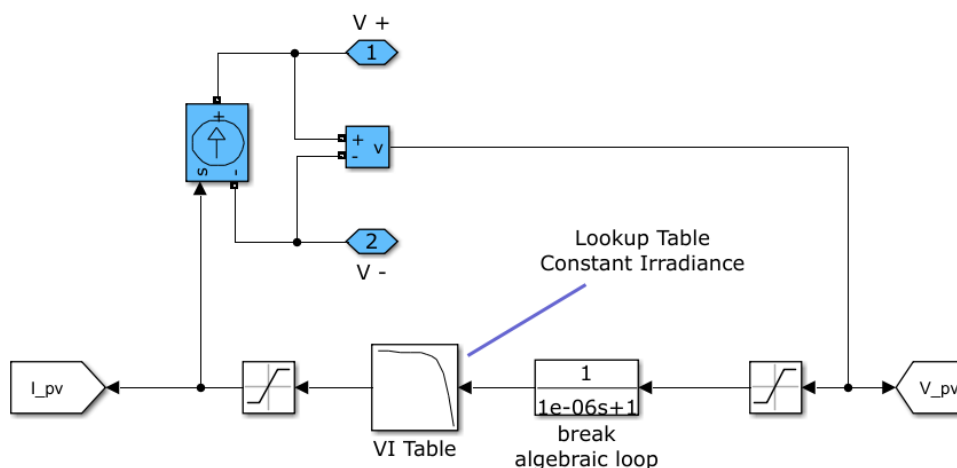 V +
1
+
s
-
+
-
v
2
V -
Lookup Table
Constant Irradiance
I_pv
1
1e-06s+1
V_pv
VI Table
break
algebraic loop